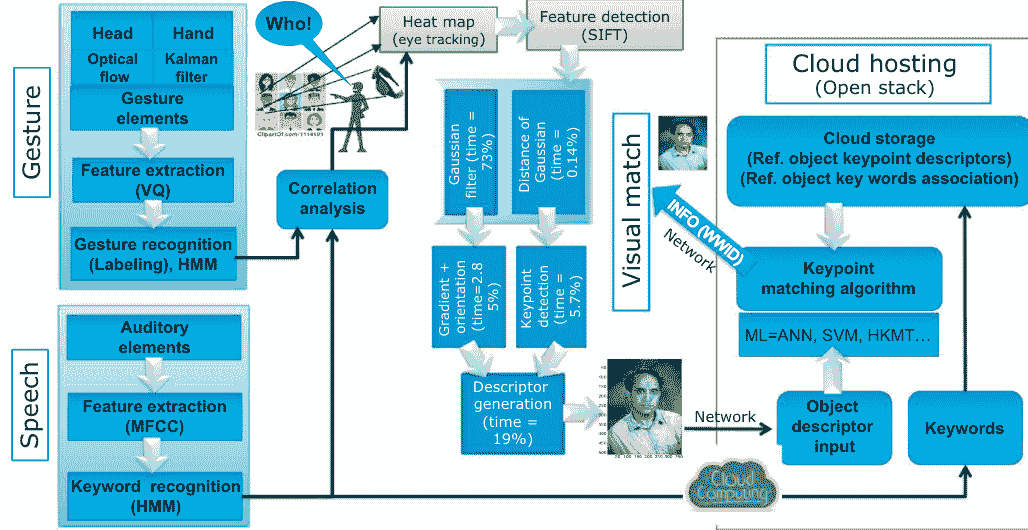 Gesture
Head
Hand
Optical
flow
Kalman
filter
Gesture
elements
Feature extraction
(VQ)
Gesture recognition
(Labeling), HMM
Speech
Auditory
elements
Feature extraction
(MFCC)
Keyword recognition
(HMM)
Who!
ClipartOf.com/1114101
Correlation
analysis
Heat map
(eye tracking)
Feature detection
(SIFT)
Gaussian
filter (time =
73%)
Distance of
Gaussian
(time =
0.14%)
Gradient +
orientation
(time=2.8
5%)
Keypoint
detection
(time =
5.7%)
Descriptor
generation
(time =
19%)
Visual match
INFO (WWID)
Network
Network
Cloud
Computing
Cloud hosting
(Open stack)
Cloud storage
(Ref. object keypoint descriptors)
(Ref. object key words association)
Keypoint
matching algorithm
ML=ANN, SVM, HKMT...
Object
descriptor
input
Keywords